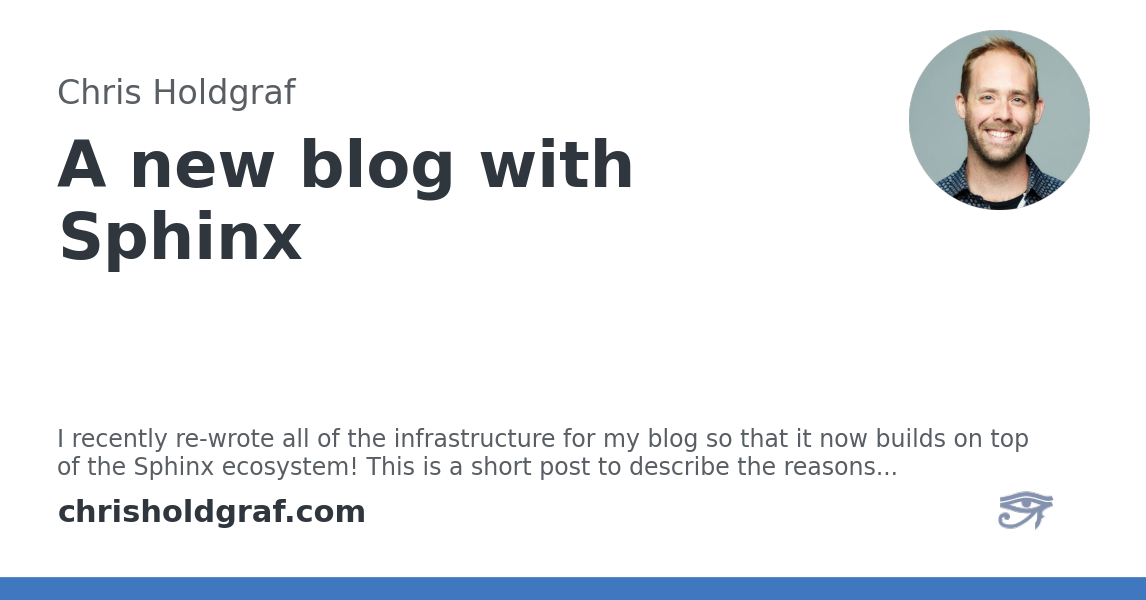 Chris Holdgraf
A new blog with
Sphinx
I recently re-wrote all of the infrastructure for my blog so that it now builds on top
of the Sphinx ecosystem! This is a short post to describe the reasons...
chrisholdgraf.com